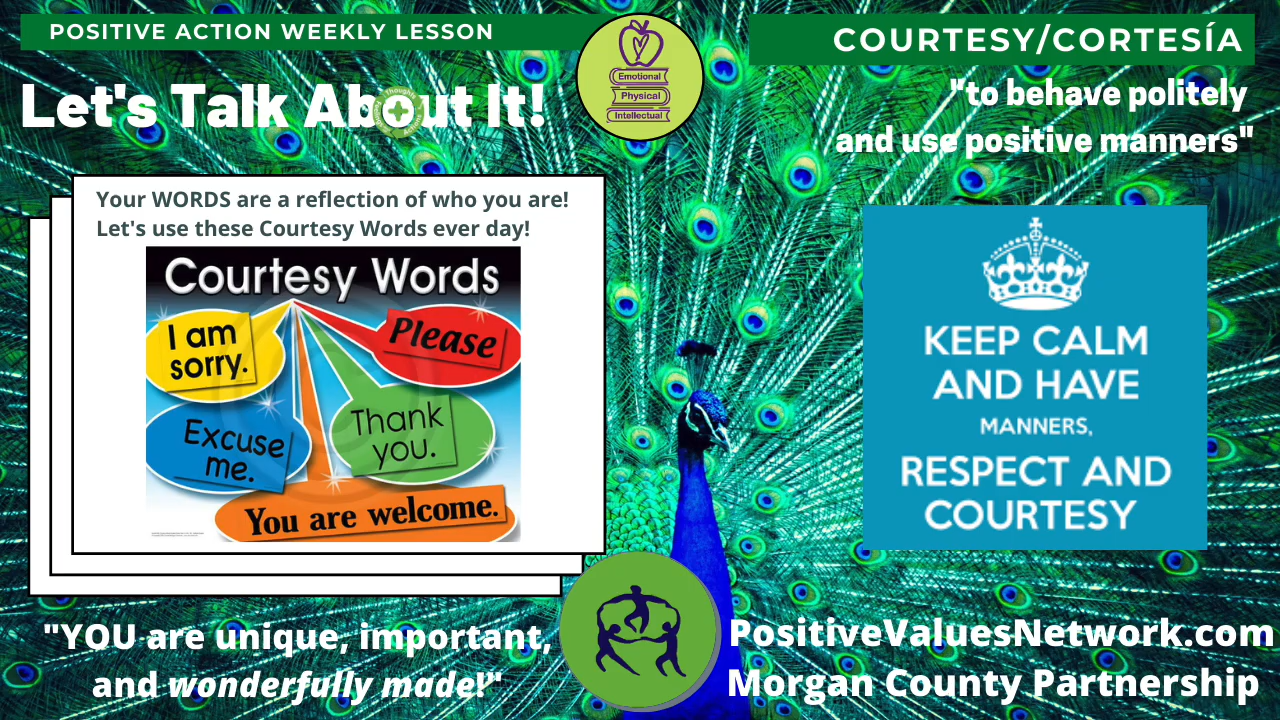 POSITIVE ACTION WEEKLY LESSON
Let's Talk About It!
Emotional
Physical
Intellectual
COURTESY/CORTESÍA
"to behave politely
and use positive manners"
Your WORDS are a reflection of who you are!
Let's use these Courtesy Words ever day!
Courtesy Words
I am
sorry.
Please
Excuse
me.
Thank
you.
You are welcome.
KEEP CALM
AND HAVE
MANNERS,
RESPECT AND
COURTESY
"YOU are unique, important,
and wonderfully made!"
PositiveValuesNetwork.com
Morgan County Partnership